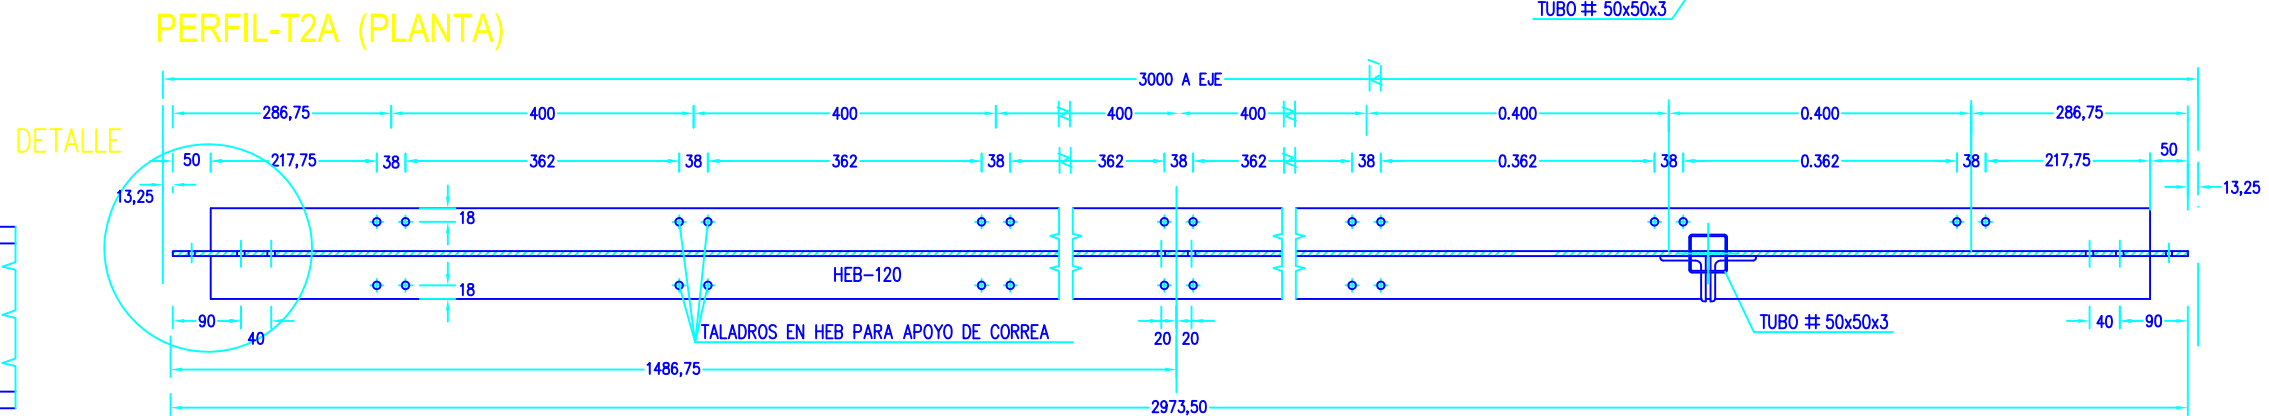 TUBO # 50x50x3
PERFIL-T2A (PLANTA)
3000 A EJE
286,75 400 400 400 400 0.400 0.400 286,75
DETALLE
50 217,75 38 362 38 362 38 362 38 362 38 0.362 38 0.362 38 217,75 50
13,25 13,25
18
HEB-120
18
90 40 20 20 40 90
TALADROS EN HEB PARA APOYO DE CORREA
TUBO # 50x50x3
1486,75
2973,50